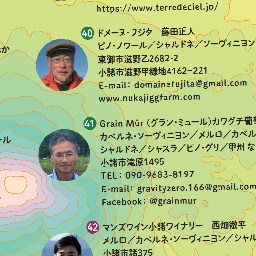 https://www.terredeciel.jp/
40 ドメーヌ・フジタ 藤田正人
ピノ・ノワール／シャルドネ／ソーヴィニヨン
東御市滋野乙2682-2
小諸市滋野甲縁地4162-221
E-mail: domainefujita@gmail.com
www.nukajiggfarm.com
41 Grain Mûr（グラン・ミュール）カワグチ葡萄
カベルネ・ソーヴィニヨン／メルロ／カベル
シャルドネ／シャスラ／ピノ・グリ／甲州 な
小諸市滝原1495
TEL: 090-9683-8197
E-mail: gravityzero.166@gmail.com
Facebook: @grainmur
ール
42 マンズワイン小諸ワイナリー 西畑徹平
メルロ／カベルネ・ソーヴィニヨン／シャル
小諸市諸375